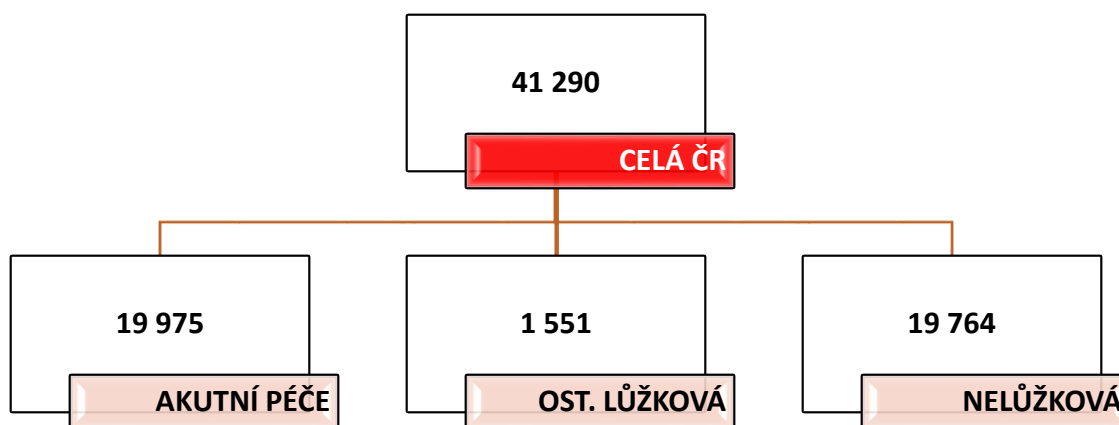 41 290
CELÁ ČR
19 975
AKUTNÍ PÉČE
1 551
OST. LŮŽKOVÁ
19 764
NELŮŽKOVÁ